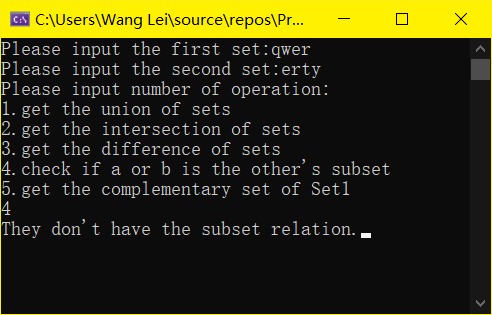 C:\Users\Wang Lei\source\repos\Pr...
Please input the first set:qwer
Please input the second set:erty
Please input number of operation:
1.get the union of sets
2.get the intersection of sets
3.get the difference of sets
4.check if a or b is the other's subset
5.get the complementary set of Set1
4
They don't have the subset relation.